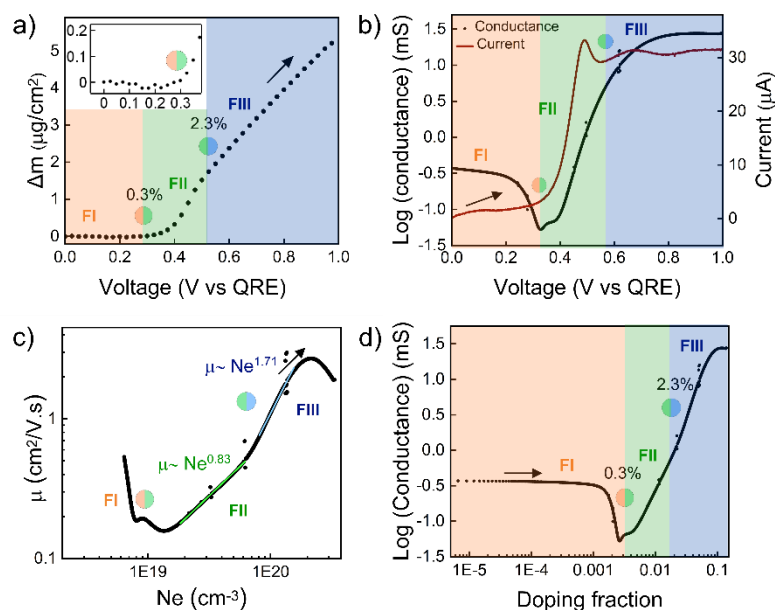 a)
0.2
0.1
0.0
0.0 0.1 0.2 0.3
5
4
3
2
1
0
Δm (μg/cm²)
FI
0.3%
FII
2.3%
FIII
0.0 0.2 0.4 0.6 0.8 1.0
Voltage (V vs QRE)
b)
1.5
1.0
0.5
0.0
-0.5
-1.0
-1.5
Log (conductance) (mS)
Conductance
Current
FI
FII
FIII
30
20
10
0
Current (μA)
0.0 0.2 0.4 0.6 0.8 1.0
Voltage (V vs QRE)
c)
1
0.1
μ (cm²/V.s)
μ~ Ne^1.71
μ~ Ne^0.83
FI
FII
FIII
1E19 1E20
Ne (cm⁻³)
d)
1.5
1.0
0.5
0.0
-0.5
-1.0
-1.5
Log (Conductance) (mS)
FI
0.3%
FII
2.3%
FIII
1E-5 1E-4 0.001 0.01 0.1
Doping fraction